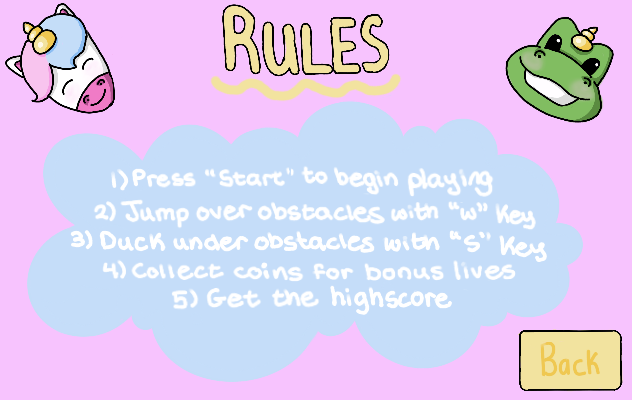 RULES
1) Press "Start" to begin playing
2) Jump over obstacles with "W" Key
3) Duck under obstacles with "S" Key
4) Collect coins for bonus lives
5) Get the highscore
Back